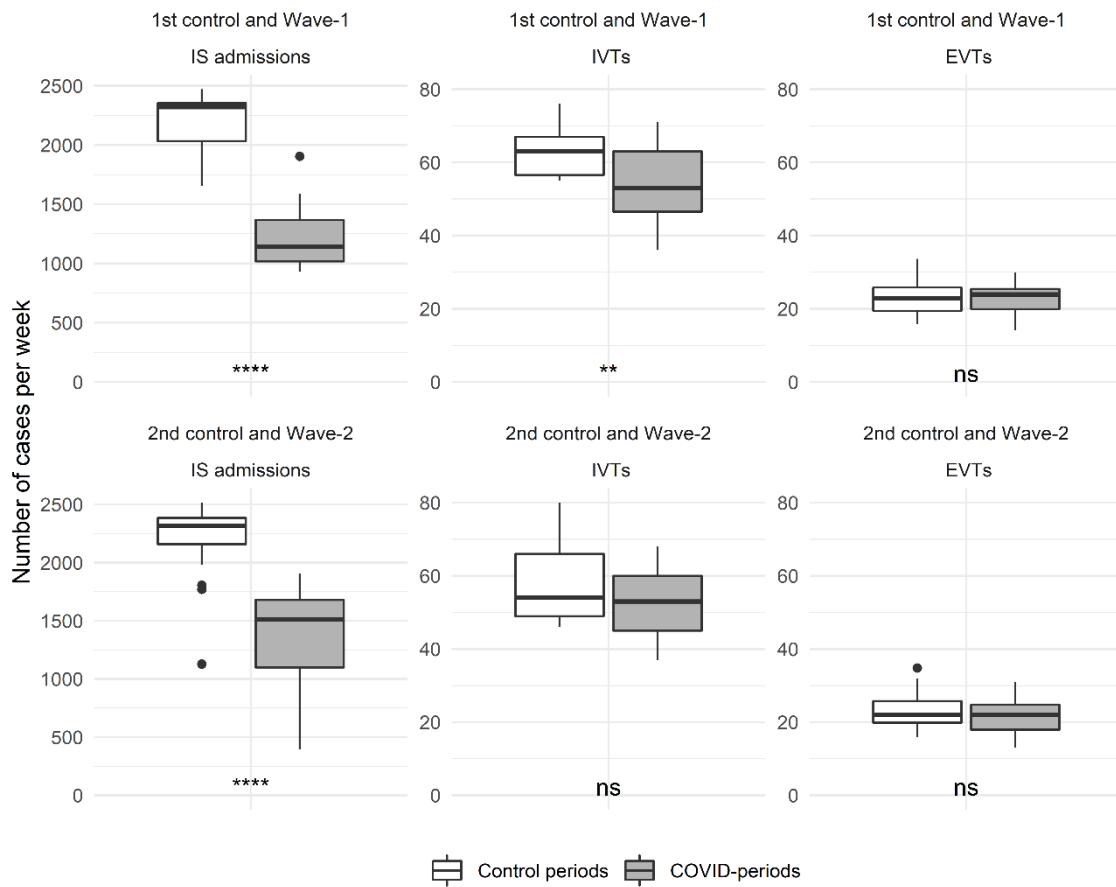 1st control and Wave-1
IS admissions
2500
2000
1500
1000
500
0
****
1st control and Wave-1
IVTs
80
60
40
20
0
**
1st control and Wave-1
EVTs
80
60
40
20
0
ns
Number of cases per week
2nd control and Wave-2
IS admissions
2500
2000
1500
1000
500
0
****
2nd control and Wave-2
IVTs
80
60
40
20
0
ns
2nd control and Wave-2
EVTs
80
60
40
20
0
ns
Control periods
COVID-periods